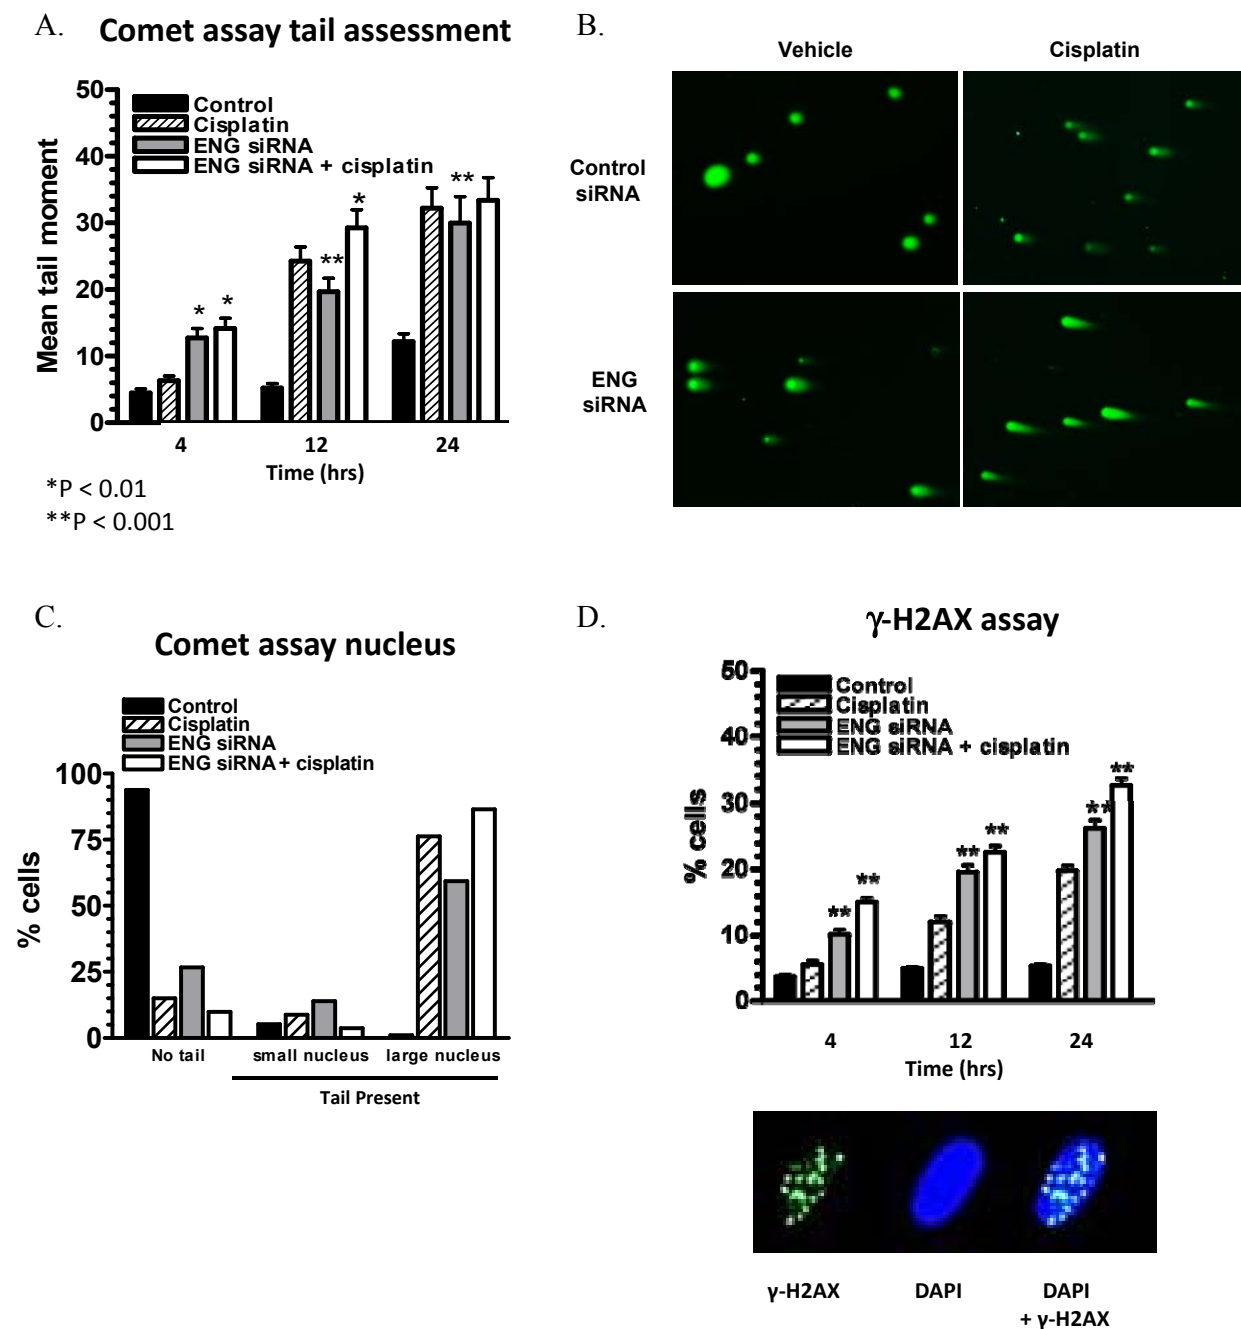 A. Comet assay tail assessment
50
40
30
20
10
0
Mean tail moment
Control
Cisplatin
ENG siRNA
ENG siRNA + cisplatin
* *
** *
**
4 12 24
Time (hrs)
*P < 0.01
**P < 0.001
B.
Vehicle Cisplatin
Control
siRNA
ENG
siRNA
C.
Comet assay nucleus
Control
Cisplatin
ENG siRNA
ENG siRNA + cisplatin
100
75
50
25
0
% cells
No tail small nucleus large nucleus
Tail Present
D.
γ-H2AX assay
50
40
30
20
10
0
% cells
Control
Cisplatin
ENG siRNA
ENG siRNA + cisplatin
** **
** **
** **
4 12 24
Time (hrs)
γ-H2AX DAPI DAPI
+ γ-H2AX